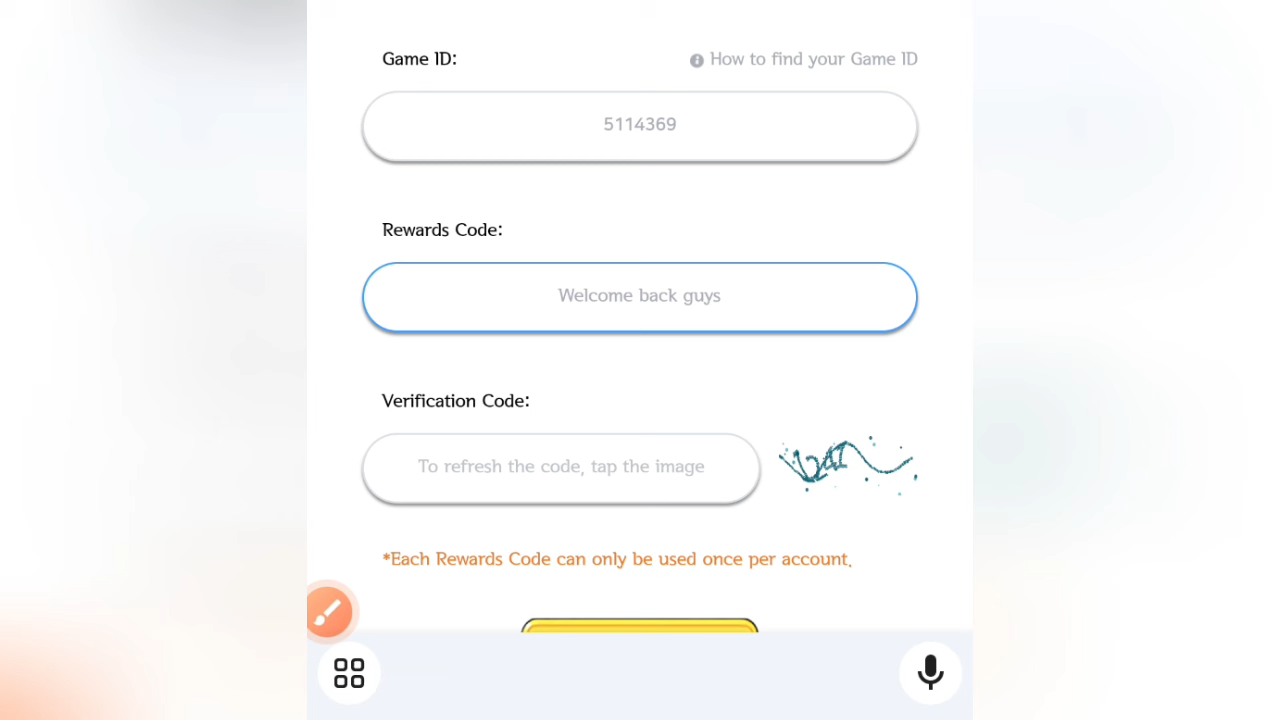 Game ID:
How to find your Game ID
5114369
Rewards Code:
Welcome back guys
Verification Code:
To refresh the code, tap the image
*Each Rewards Code can only be used once per account.